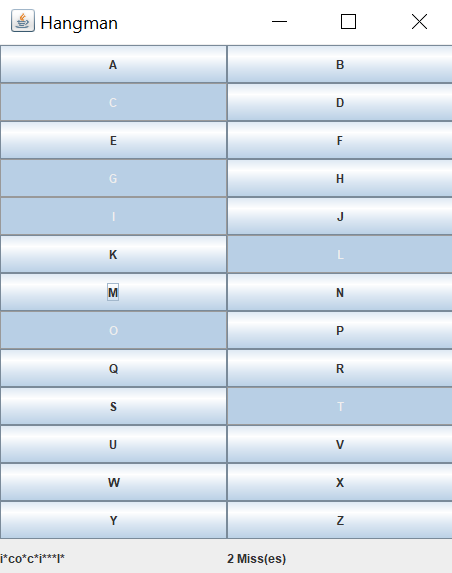 Hangman
A B
C D
E F
G H
I J
K L
M N
O P
Q R
S T
U V
W X
Y Z
i*co*c*i***l* 2 Miss(es)